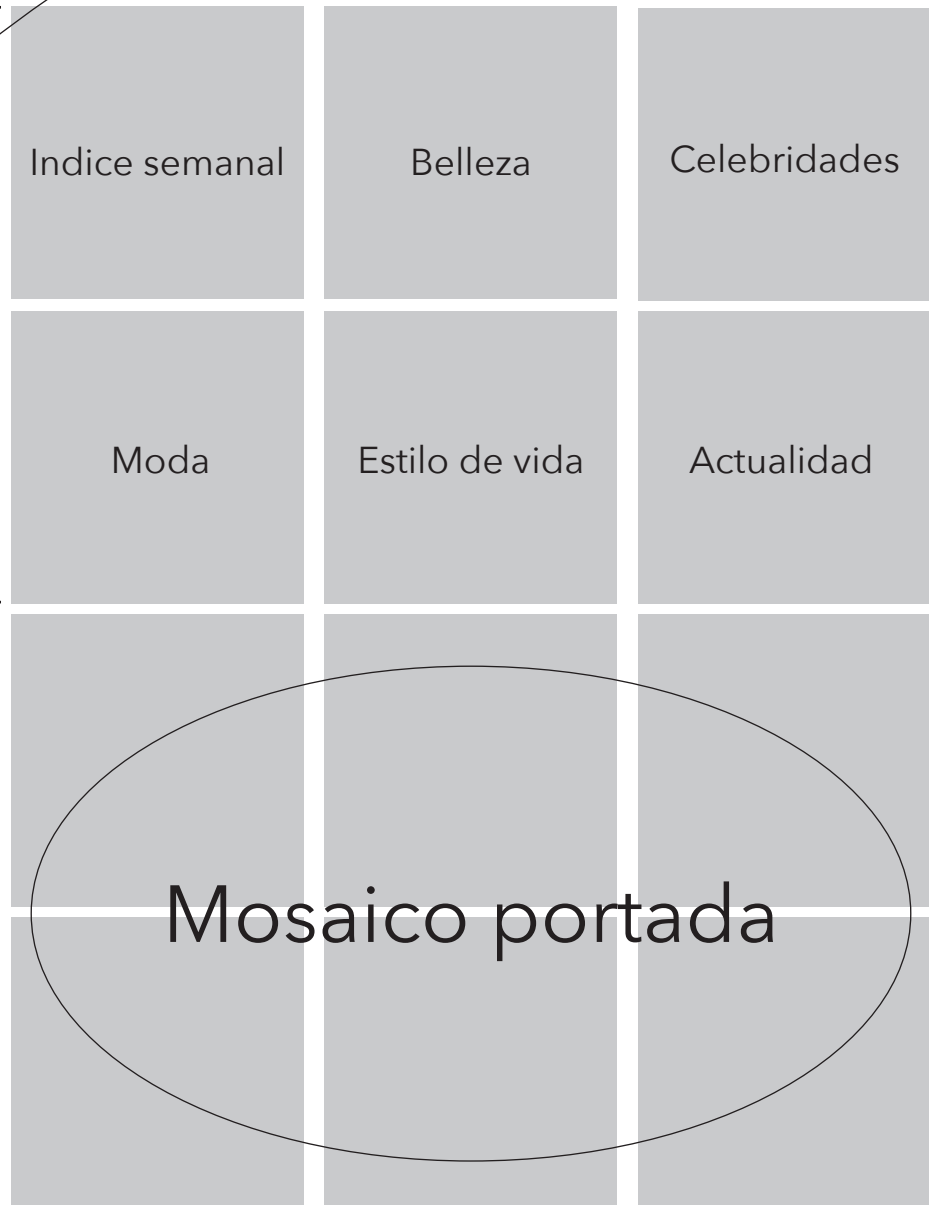 Indice semanal
Belleza
Celebridades
Moda
Estilo de vida
Actualidad
Mosaico portada